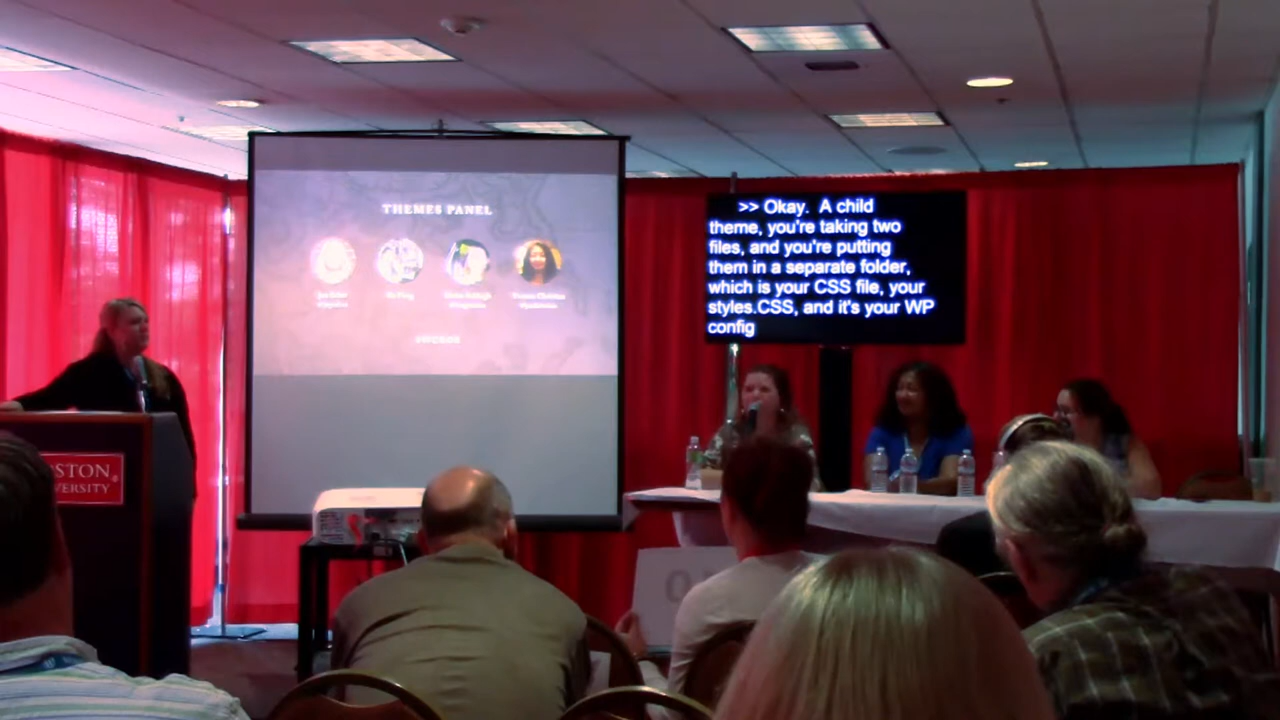 THEMES PANEL
>> Okay. A child
theme, you're taking two
files, and you're putting
them in a separate folder,
which is your CSS file, your
styles.CSS, and it's your WP
config
STON
VERSITY